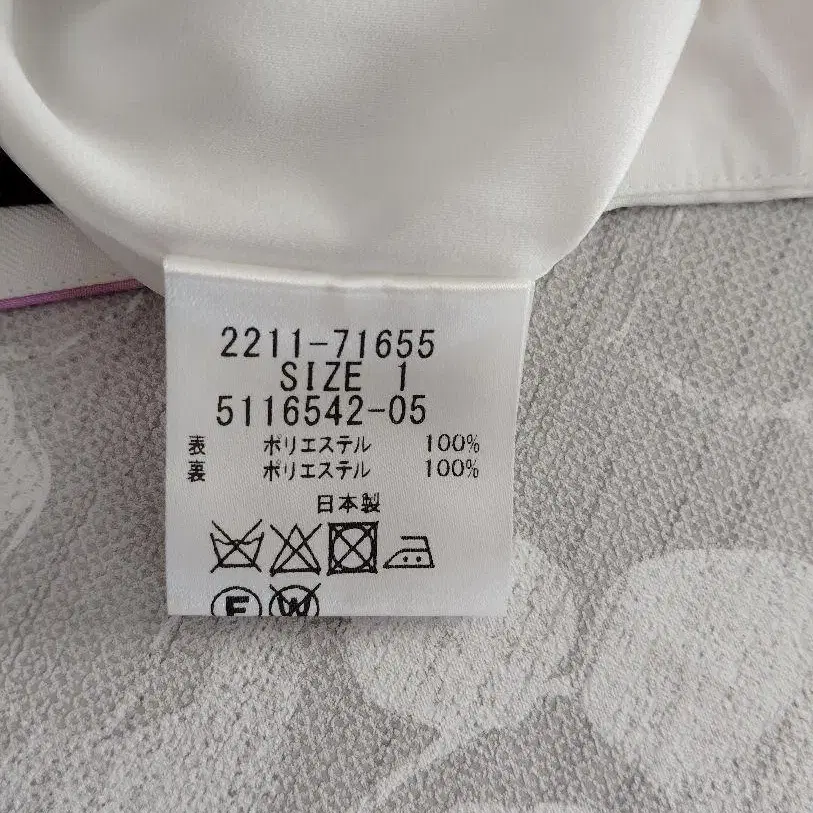 2211-71655
SIZE 1
5116542-05
表 ポリエステル 100%
裏 ポリエステル 100%
日本製
F W